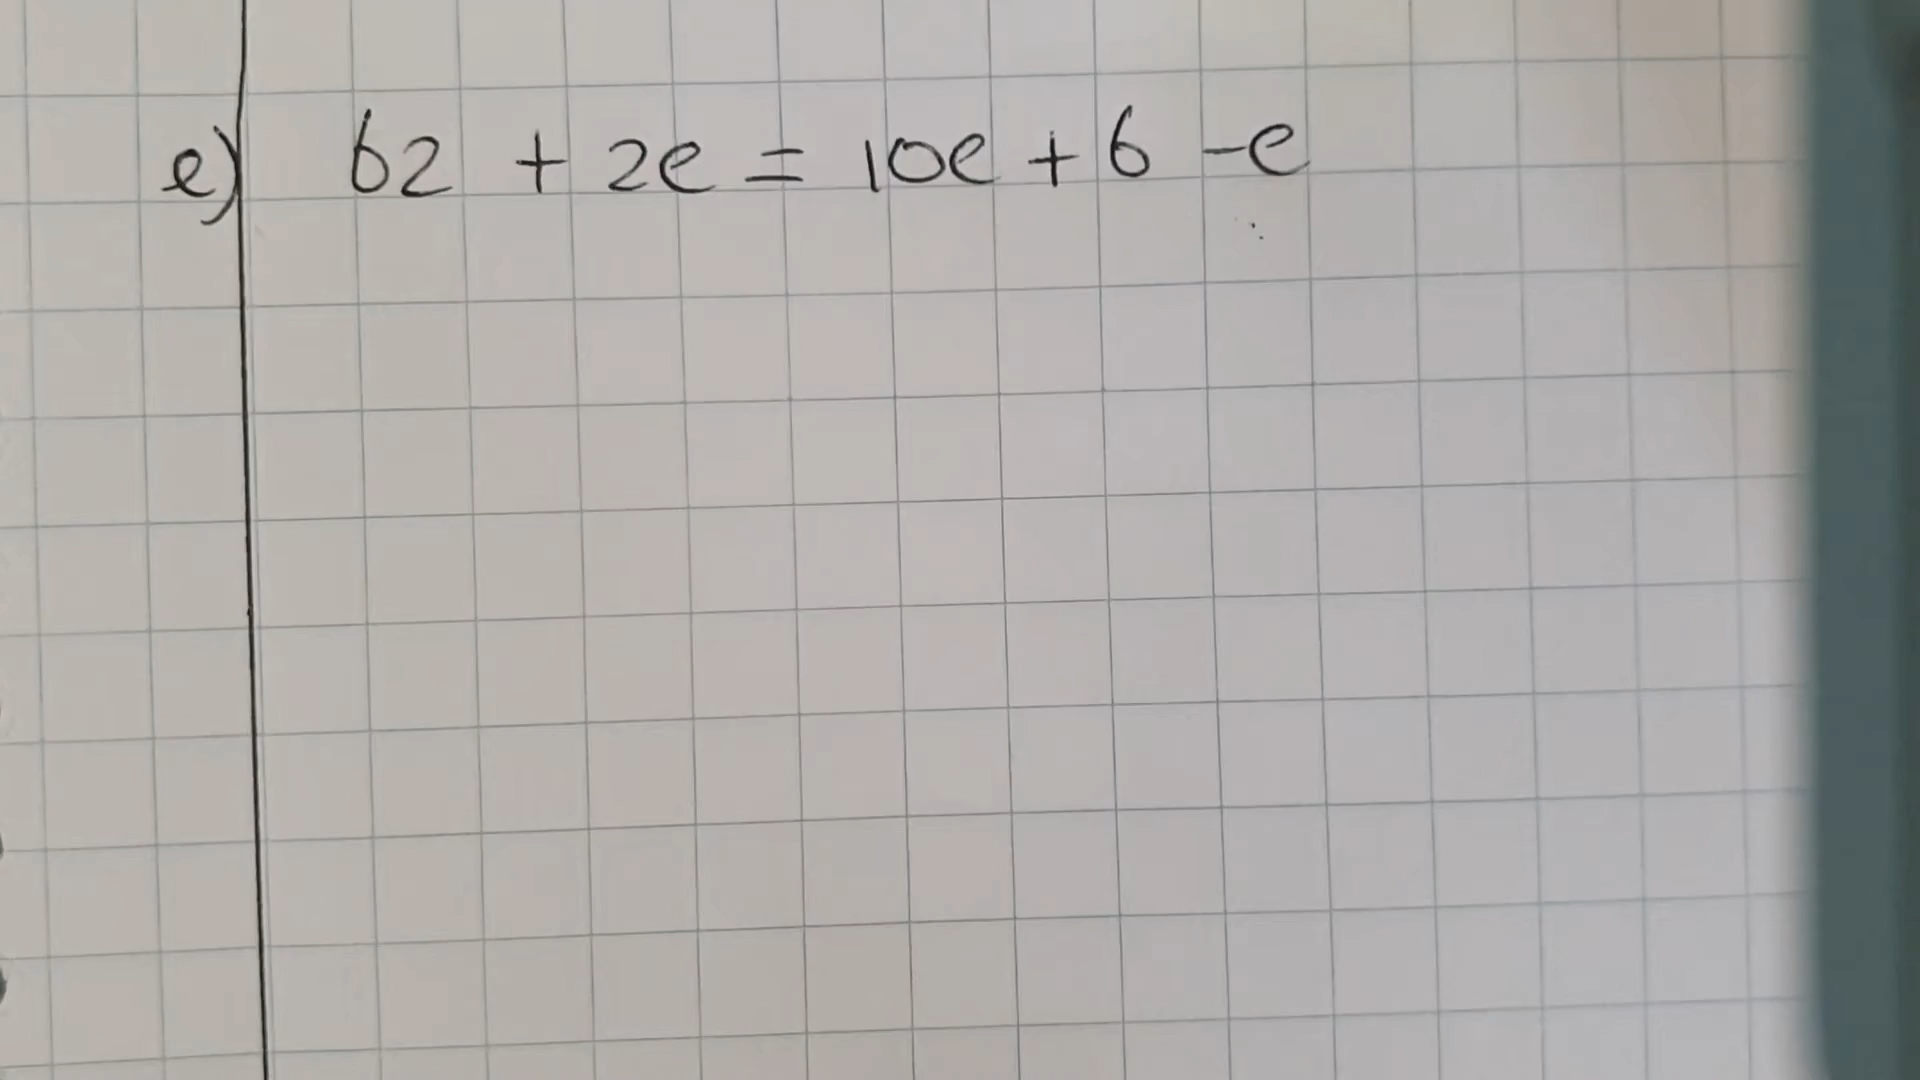 e) 62 + 2e = 10e + 6 - e